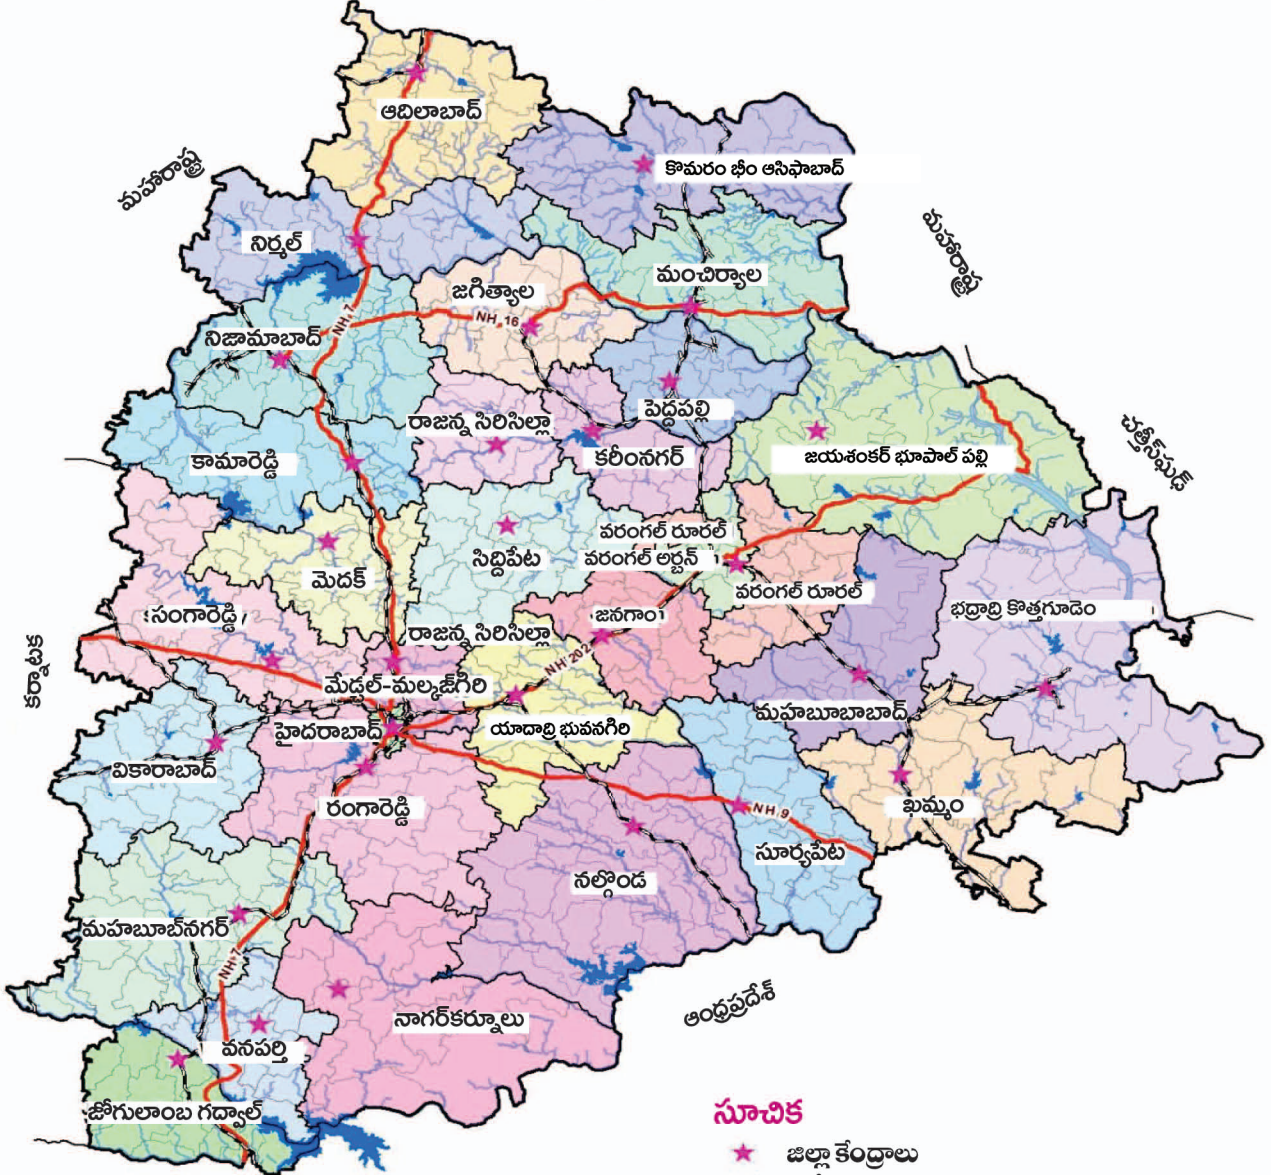 ఆదిలాబాద్
కొమరం భీం ఆసిఫాబాద్
మహారాష్ట్ర
మహారాష్ట్ర
నిర్మల్
మంచిర్యాల
జగిత్యాల
NH 7
NH 16
నిజామాబాద్
పెద్దపల్లి
రాజన్న సిరిసిల్లా
కరీంనగర్
జయశంకర్ భూపాల్ పల్లి
ఛత్తీస్‌ఘడ్
కామారెడ్డి
వరంగల్ రూరల్
సిద్దిపేట
వరంగల్ అర్బన్
మెదక్
వరంగల్ రూరల్
సంగారెడ్డి
జనగాం
భద్రాద్రి కొత్తగూడెం
రాజన్న సిరిసిల్లా
NH 202
కర్ణాటక
మేడ్చల్-మల్కజ్‌గిరి
మహబూబాబాద్
హైదరాబాద్
యాదాద్రి భువనగిరి
వికారాబాద్
రంగారెడ్డి
NH 9
ఖమ్మం
సూర్యపేట
నల్గొండ
మహబూబ్‌నగర్
NH-7
ఆంధ్రప్రదేశ్
నాగర్‌కర్నూలు
వనపర్తి
జోగులాంబ గద్వాల్
సూచిక
జిల్లా కేంద్రాలు